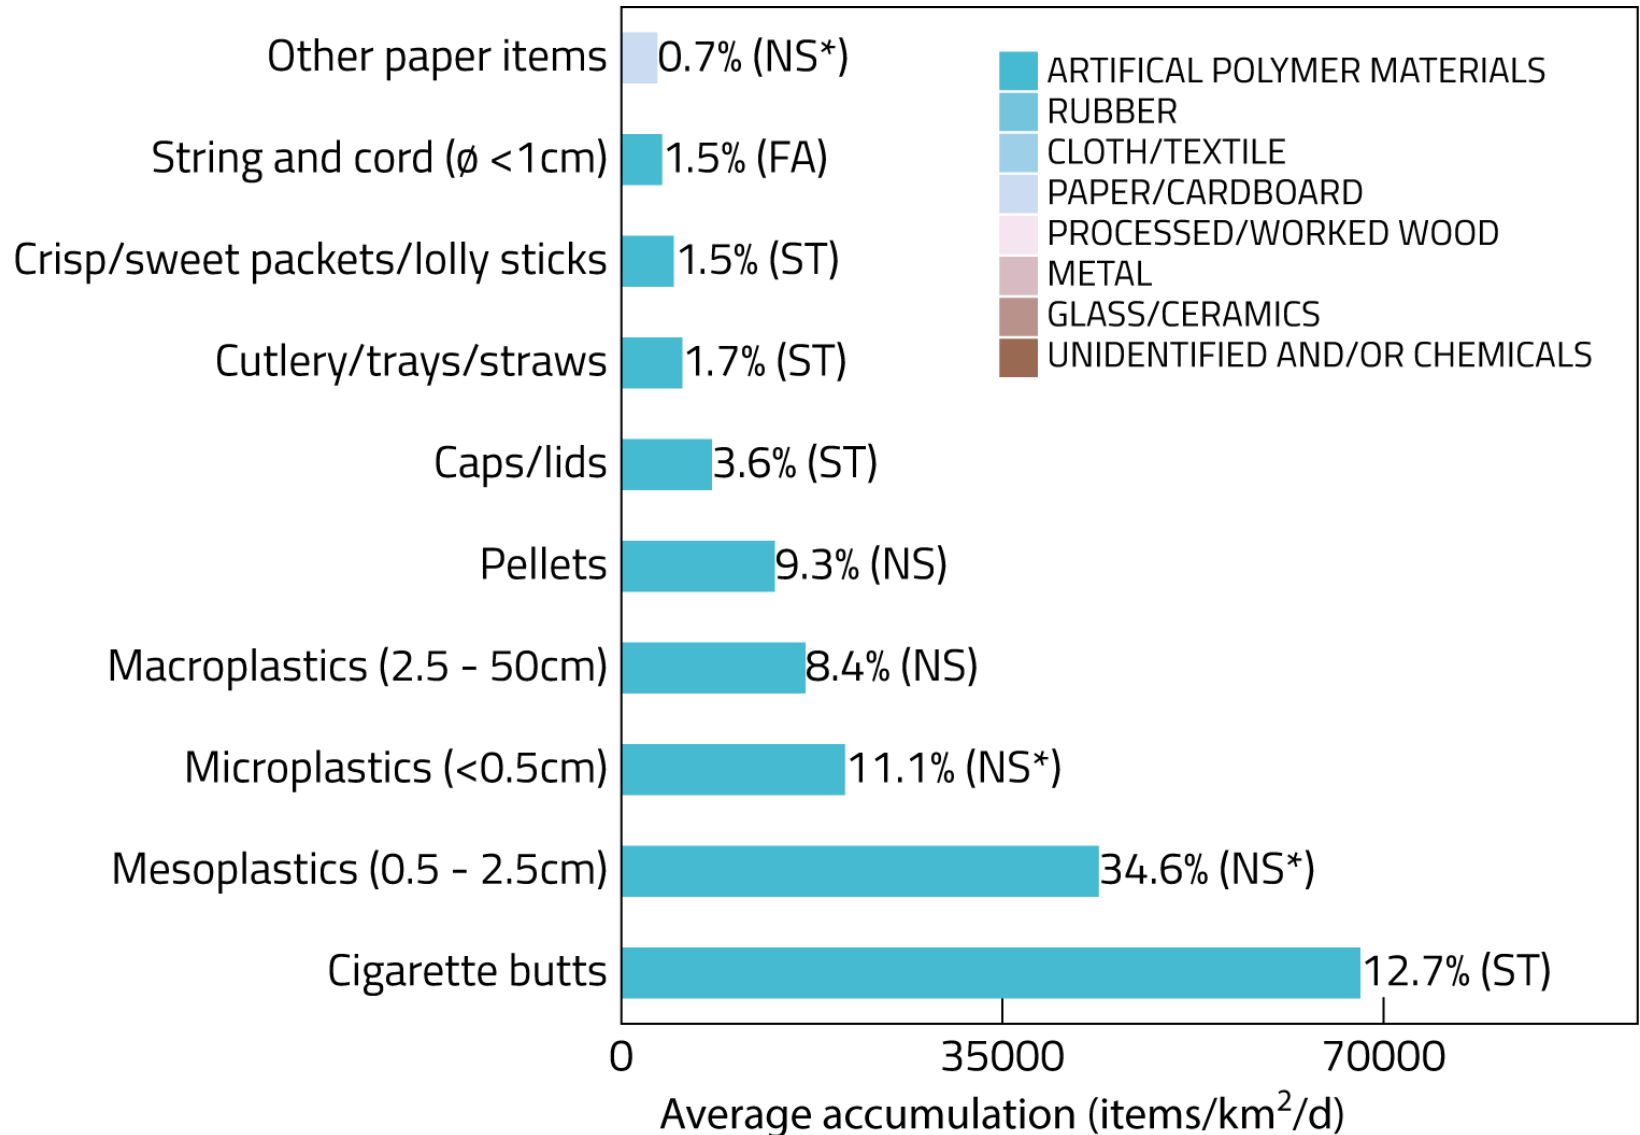 Other paper items 0.7% (NS*)
String and cord (ø <1cm) 1.5% (FA)
Crisp/sweet packets/lolly sticks 1.5% (ST)
Cutlery/trays/straws 1.7% (ST)
Caps/lids 3.6% (ST)
Pellets 9.3% (NS)
Macroplastics (2.5 - 50cm) 8.4% (NS)
Microplastics (<0.5cm) 11.1% (NS*)
Mesoplastics (0.5 - 2.5cm) 34.6% (NS*)
Cigarette butts 12.7% (ST)
ARTIFICAL POLYMER MATERIALS
RUBBER
CLOTH/TEXTILE
PAPER/CARDBOARD
PROCESSED/WORKED WOOD
METAL
GLASS/CERAMICS
UNIDENTIFIED AND/OR CHEMICALS
0 35000 70000
Average accumulation (items/km²/d)